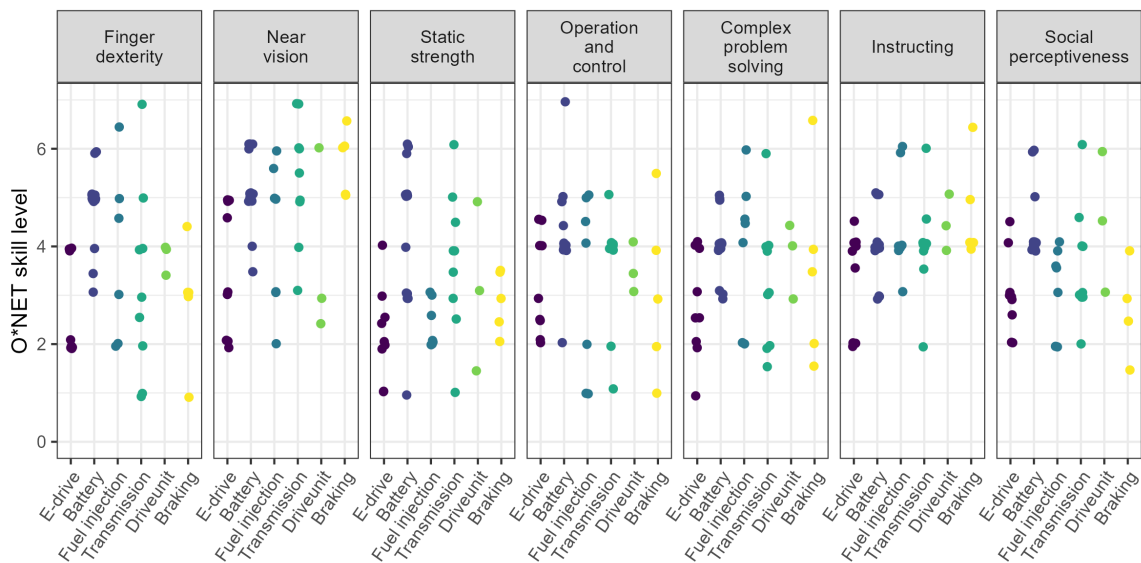 Finger
dexterity
Near
vision
Static
strength
Operation
and
control
Complex
problem
solving
Instructing
Social
perceptiveness
O*NET skill level
6
4
2
0
E-drive
Battery
Fuel injection
Transmission
Driveunit
Braking
E-drive
Battery
Fuel injection
Transmission
Driveunit
Braking
E-drive
Battery
Fuel injection
Transmission
Driveunit
Braking
E-drive
Battery
Fuel injection
Transmission
Driveunit
Braking
E-drive
Battery
Fuel injection
Transmission
Driveunit
Braking
E-drive
Battery
Fuel injection
Transmission
Driveunit
Braking
E-drive
Battery
Fuel injection
Transmission
Driveunit
Braking